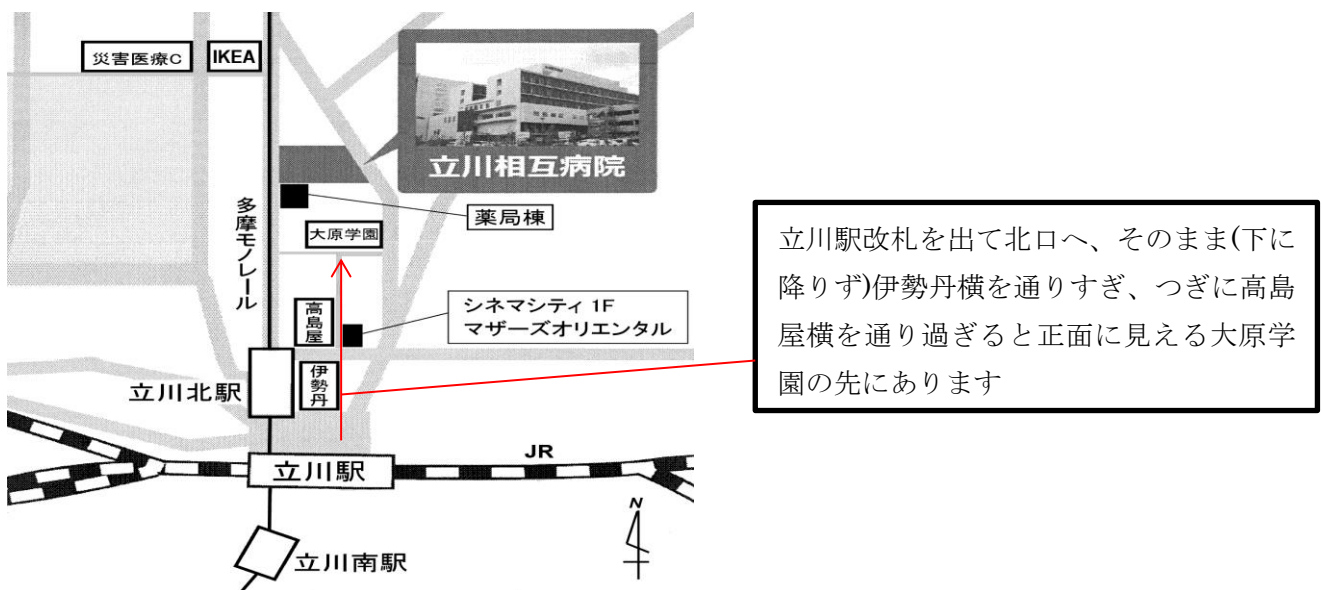 災害医療C
IKEA
立川相互病院
薬局棟
多摩モノレール
大原学園
シネマシティ 1F
マザーズオリエンタル
高島屋
伊勢丹
立川北駅
JR
立川駅
N
立川南駅
立川駅改札を出て北口へ、そのまま(下に
降りず)伊勢丹横を通りすぎ、つぎに高島
屋横を通り過ぎると正面に見える大原学
園の先にあります